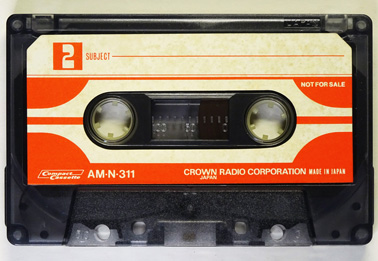 2 SUBJECT
NOT FOR SALE
Compact Cassette AM-N-311 CROWN RADIO CORPORATION MADE IN JAPAN
JAPAN